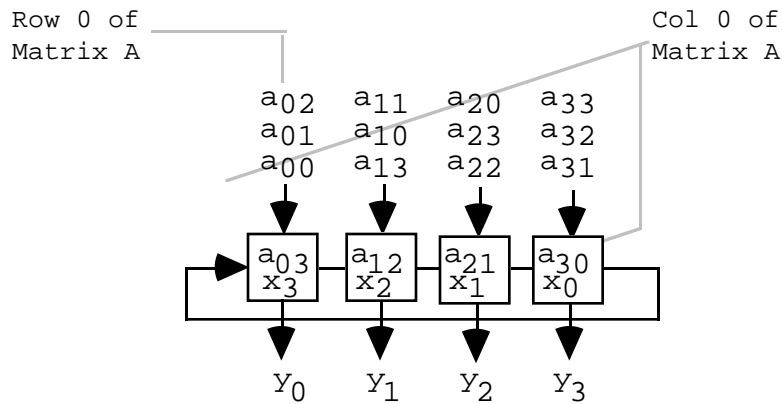 Row 0 of Col 0 of
Matrix A Matrix A
a02 a11 a20 a33
a01 a10 a23 a32
a00 a13 a22 a31
a03 a12 a21 a30
x3 x2 x1 x0
y0 y1 y2 y3